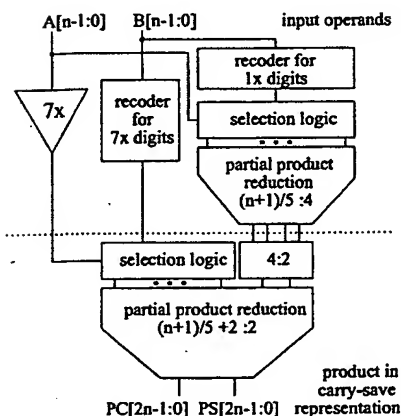 A[n-1:0] B[n-1:0] input operands
recoder for
1x digits
7x
recoder
for
7x digits
selection logic
• • •
partial product
reduction
(n+1)/5 :4
selection logic
4:2
• • •
partial product reduction
(n+1)/5 +2 :2
product in
carry-save
representation
PC[2n-1:0] PS[2n-1:0]